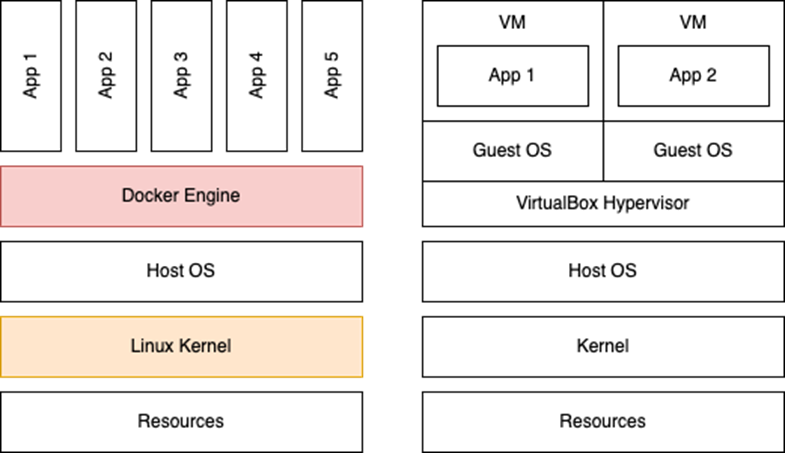 App 1
App 2
App 3
App 4
App 5
Docker Engine
Host OS
Linux Kernel
Resources
VM
VM
App 1
App 2
Guest OS
Guest OS
VirtualBox Hypervisor
Host OS
Kernel
Resources